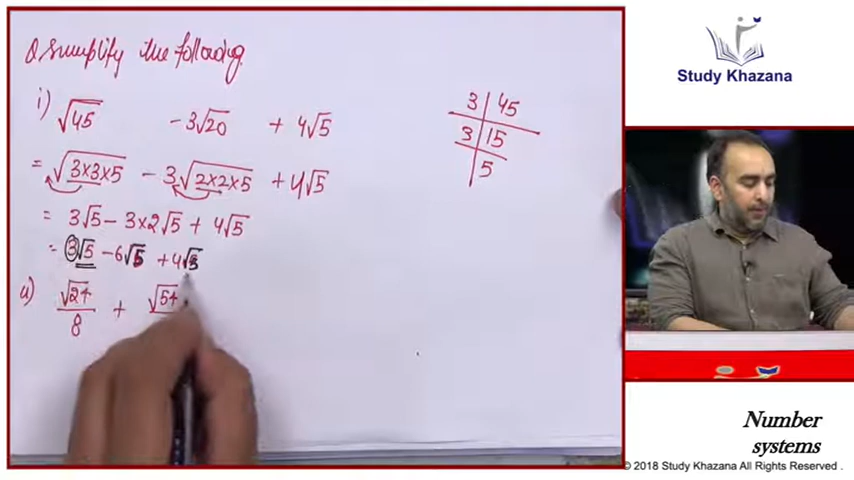 Q simplify the following
i) √45 - 3√20 + 4√5
= √3×3×5 - 3√2×2×5 + 4√5
= 3√5 - 3×2√5 + 4√5
= 3√5 - 6√5 + 4√5
ii) √24/8 + √54
3 | 45
3 | 15
5
Study Khazana
Number
systems
© 2018 Study Khazana All Rights Reserved .